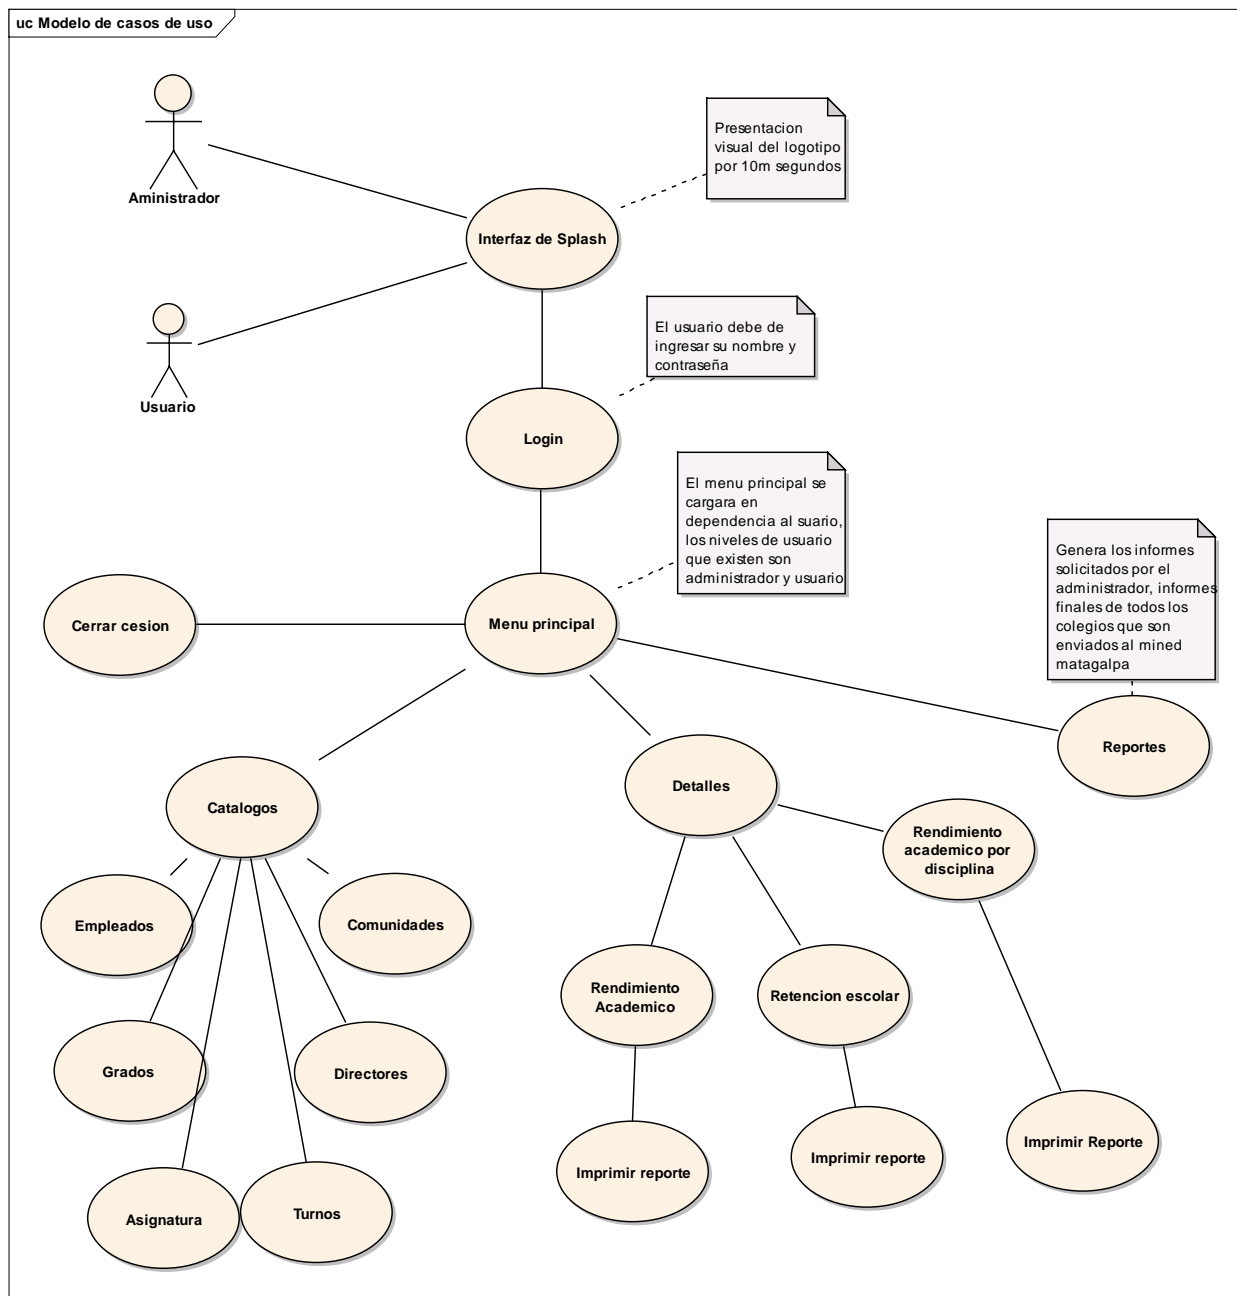 uc Modelo de casos de uso
Aministrador
Presentacion
visual del logotipo
por 10m segundos
Interfaz de Splash
Usuario
El usuario debe de
ingresar su nombre y
contraseña
Login
El menu principal se
cargara en
dependencia al suario,
los niveles de usuario
que existen son
administrador y usuario
Genera los informes
solicitados por el
administrador, informes
finales de todos los
colegios que son
enviados al mined
matagalpa
Cerrar cesion
Menu principal
Reportes
Catalogos
Detalles
Rendimiento
academico por
disciplina
Empleados
Comunidades
Rendimiento
Academico
Retencion escolar
Grados
Directores
Imprimir reporte
Imprimir reporte
Imprimir Reporte
Asignatura
Turnos